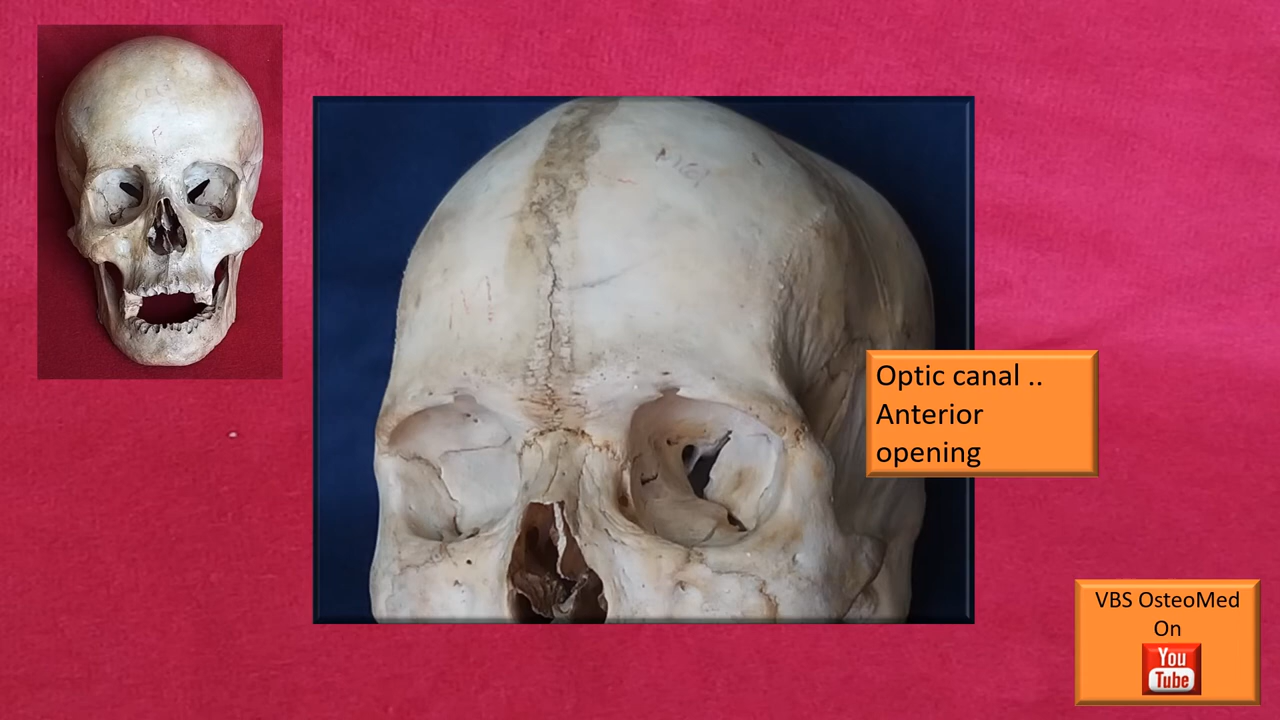 Optic canal ..
Anterior
opening
VBS OsteoMed
On
You
Tube